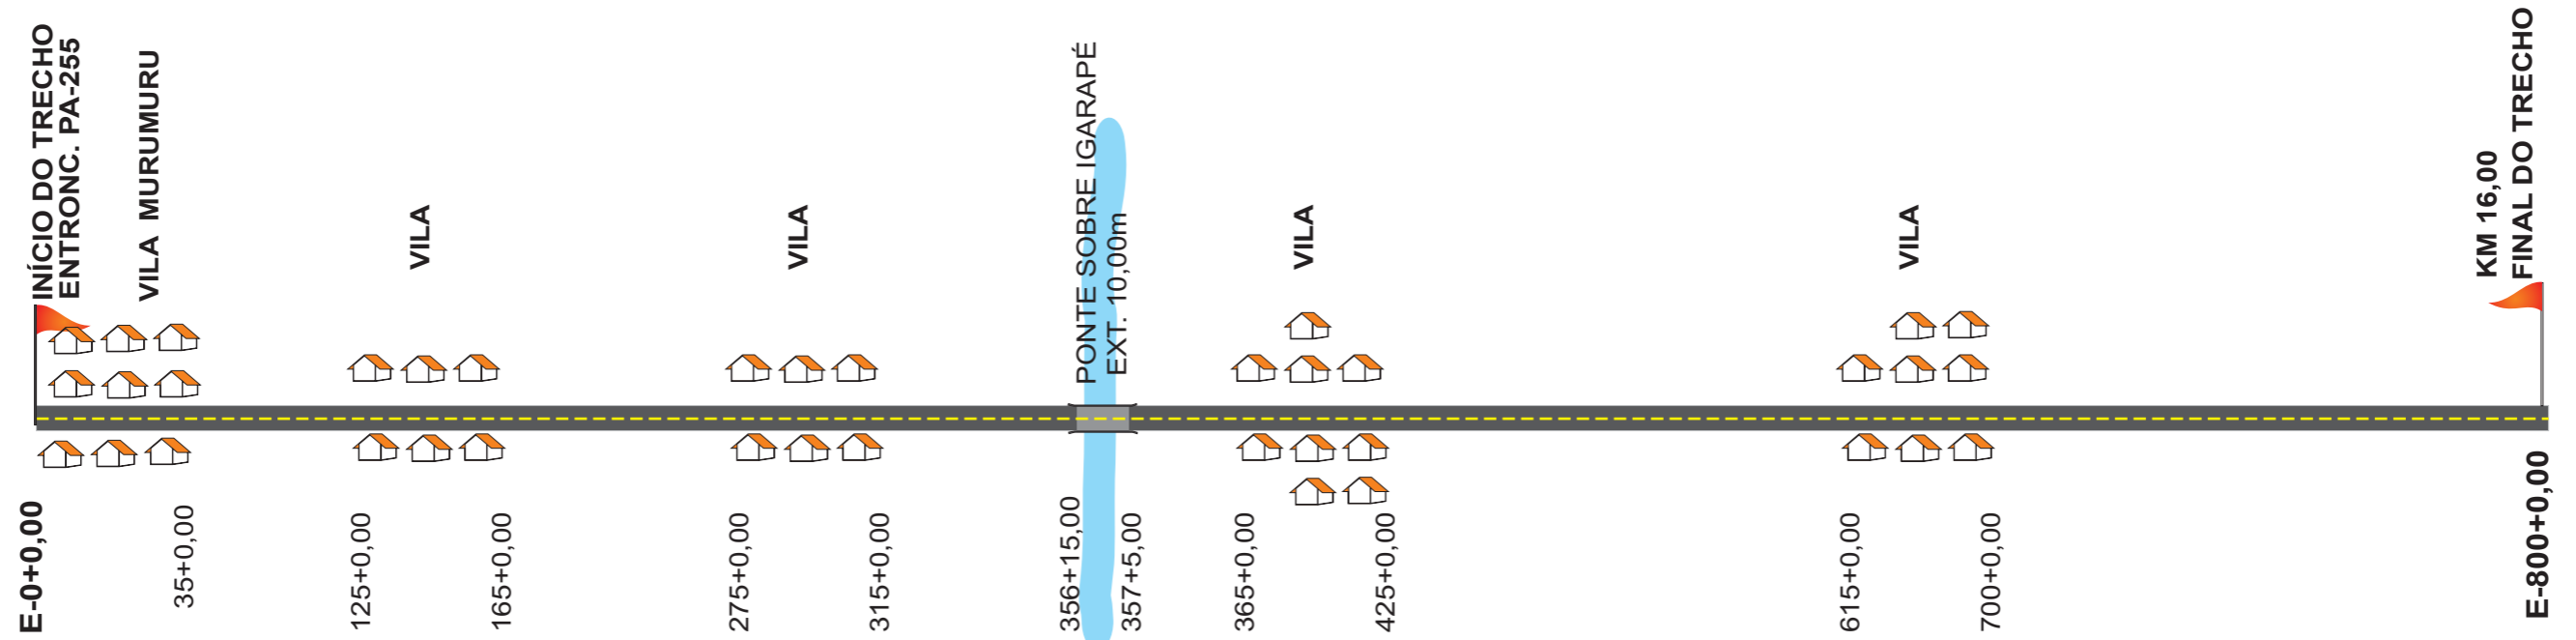 INÍCIO DO TRECHO
ENTRONC. PA-255
VILA MURUMURU
VILA
VILA
PONTE SOBRE IGARAPÉ
EXT. 10,00m
VILA
VILA
KM 16,00
FINAL DO TRECHO
E-0+0,00
35+0,00
125+0,00
165+0,00
275+0,00
315+0,00
356+15,00
357+5,00
365+0,00
425+0,00
615+0,00
700+0,00
E-800+0,00